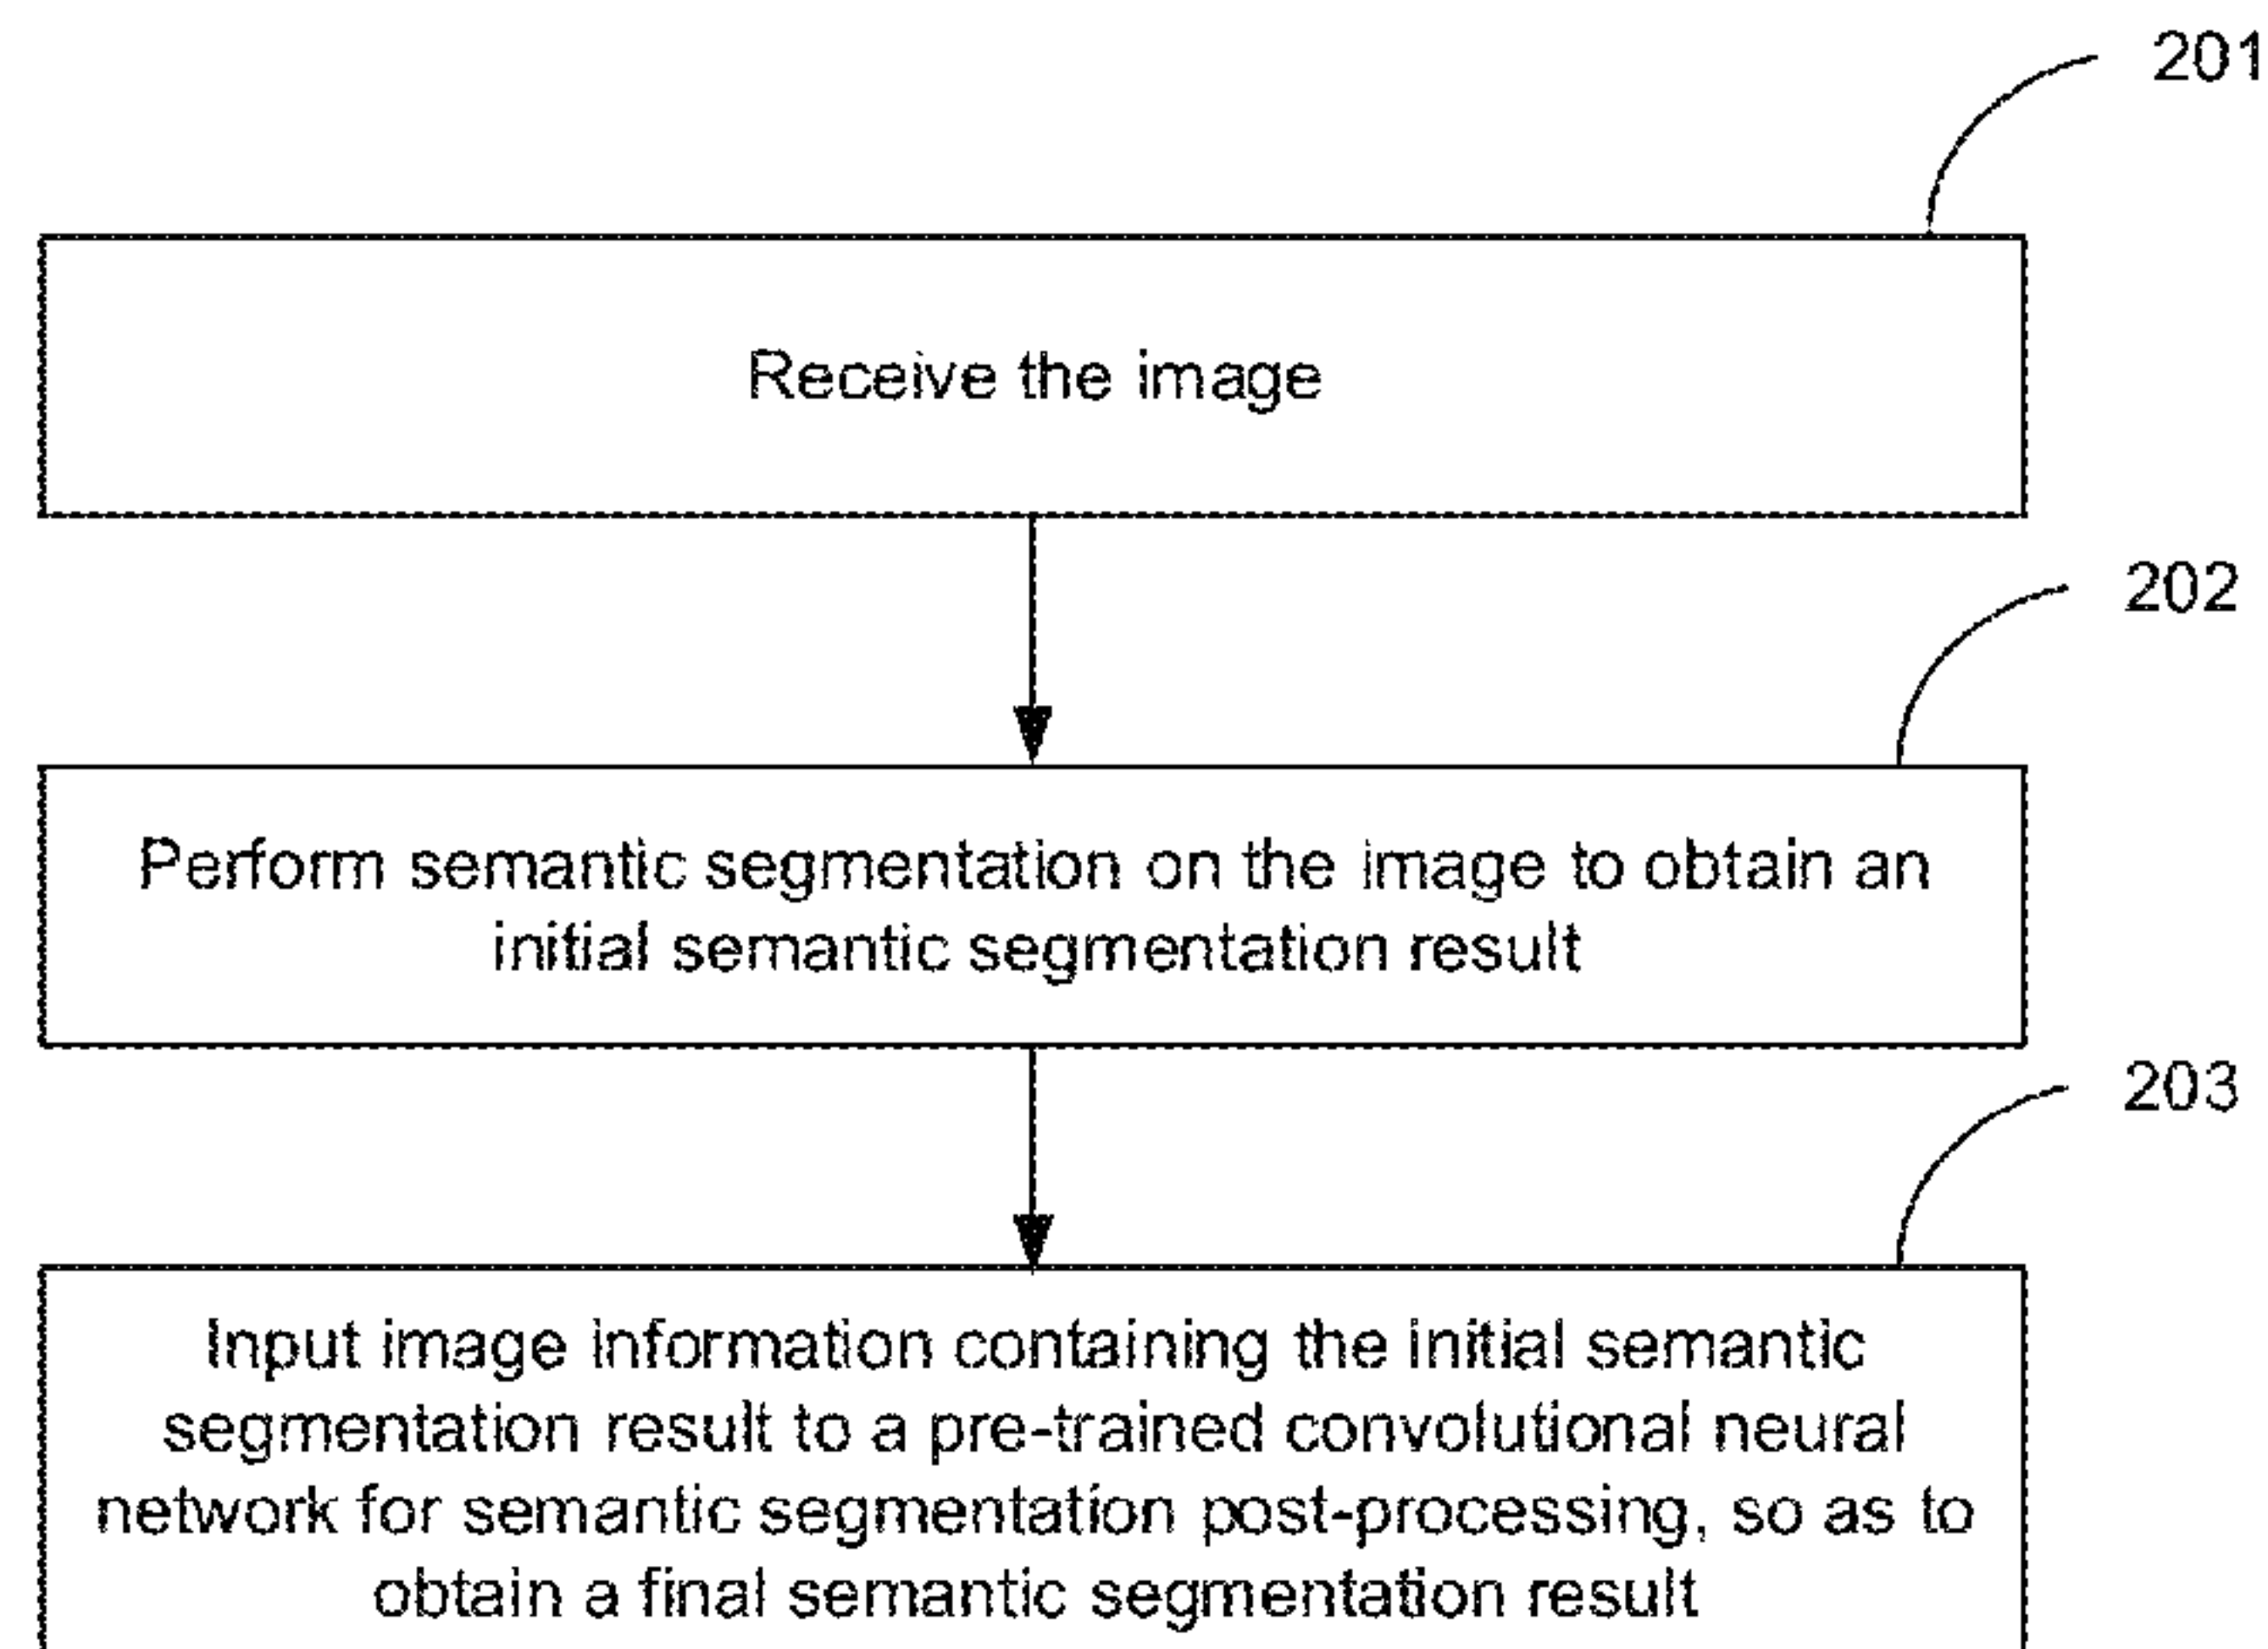 201
Receive the image
202
Perform semantic segmentation on the image to obtain an
initial semantic segmentation result
203
Input image information containing the initial semantic
segmentation result to a pre-trained convolutional neural
network for semantic segmentation post-processing, so as to
obtain a final semantic segmentation result